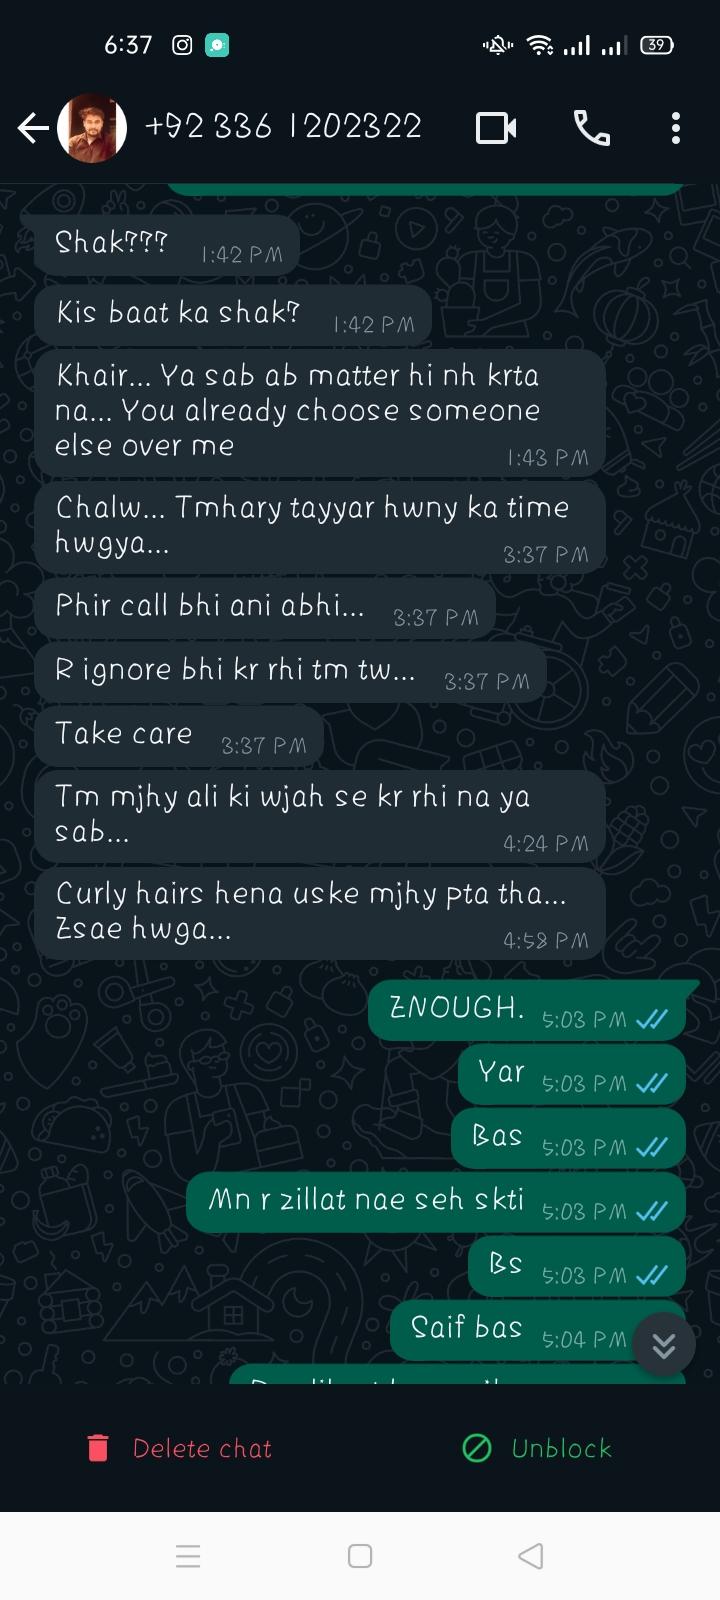 6:37
39
+92 336 1202322
Shak??? 1:42 PM
Kis baat ka shak? 1:42 PM
Khair... Ya sab ab matter hi nh krta
na... You already choose someone
else over me
1:43 PM
Chalw... Tmhary tayyar hwny ka time
hwgya...
3:37 PM
Phir call bhi ani abhi... 3:37 PM
R ignore bhi kr rhi tm tw... 3:37 PM
Take care 3:37 PM
Tm mjhy ali ki wjah se kr rhi na ya
sab...
4:24 PM
Curly hairs hena uske mjhy pta tha...
Esae hwga...
4:58 PM
ENOUGH. 5:03 PM
Yar 5:03 PM
Bas 5:03 PM
Mn r zillat nae seh skti 5:03 PM
Bs 5:03 PM
Saif bas 5:04 PM
Delete chat
Unblock